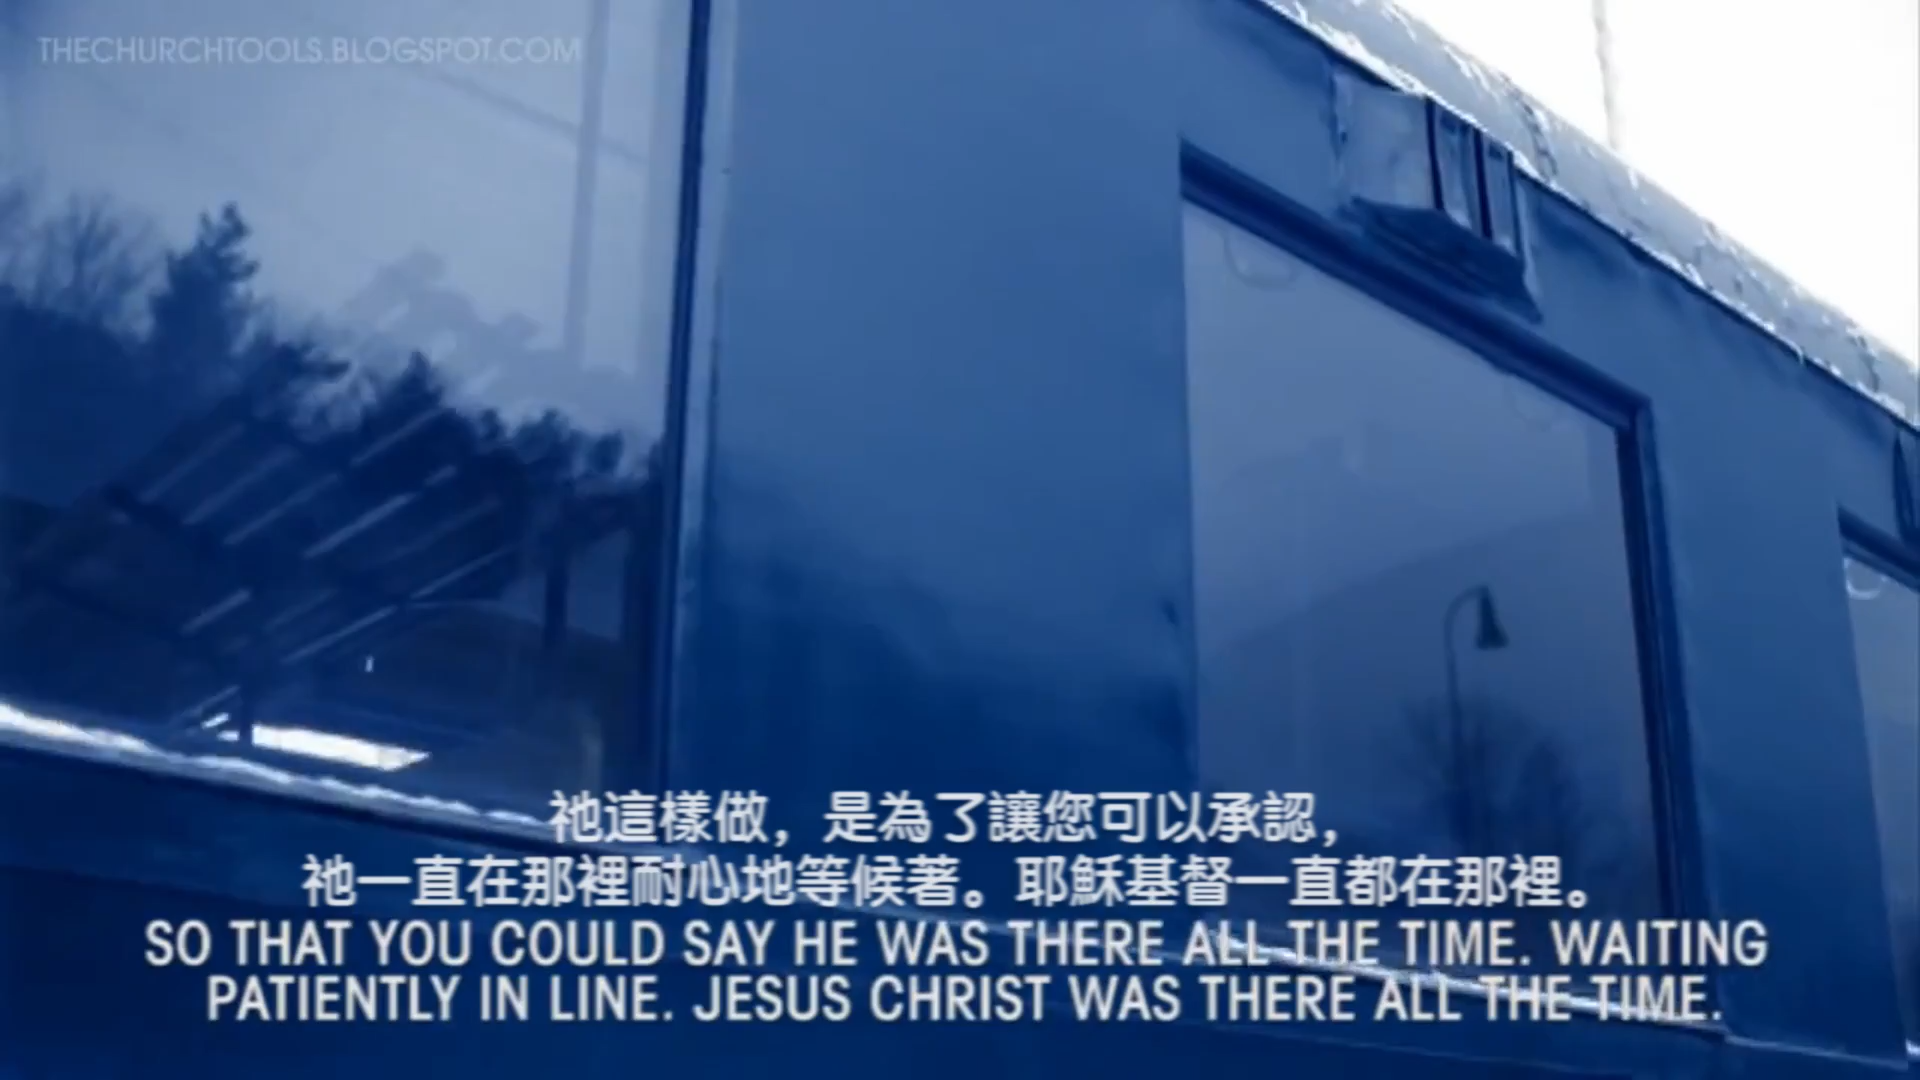 THECHURCHTOOLS.BLOGSPOT.COM
祂這樣做，是為了讓您可以承認，
祂一直在那裡耐心地等候著。耶穌基督一直都在那裡。
SO THAT YOU COULD SAY HE WAS THERE ALL THE TIME. WAITING
PATIENTLY IN LINE. JESUS CHRIST WAS THERE ALL THE TIME.